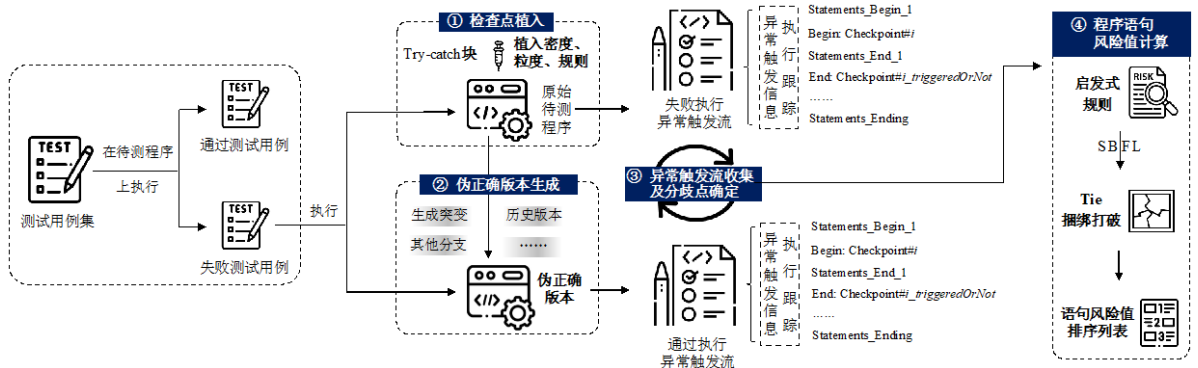 TEST
测试用例集
在待测程序
上执行
TEST
通过测试用例
TEST
失败测试用例
执行
① 检查点植入
Try-catch 块
植入密度、
粒度、规则
原始
待测
程序
② 伪正确版本生成
生成突变
历史版本
其他分支
……
伪正确
版本
失败执行
异常触发流
异常触发信息
执行跟踪
Statements_Begin_1
Begin: Checkpoint#i
Statements_End_1
End: Checkpoint#i_triggeredOrNot
……
Statements_Ending
③ 异常触发流收集
及分歧点确定
通过执行
异常触发流
异常触发信息
执行跟踪
Statements_Begin_1
Begin: Checkpoint#i
Statements_End_1
End: Checkpoint#i_triggeredOrNot
……
Statements_Ending
④ 程序语句
风险值计算
启发式
规则
RISK
SBFL
Tie
捆绑打破
语句风险值
排序列表
1
2
3